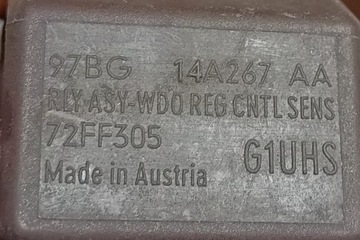 97BG 14A267 AA
RLY ASY-WDO REG CNTL SENS
72FF305
G1UHS
Made in Austria